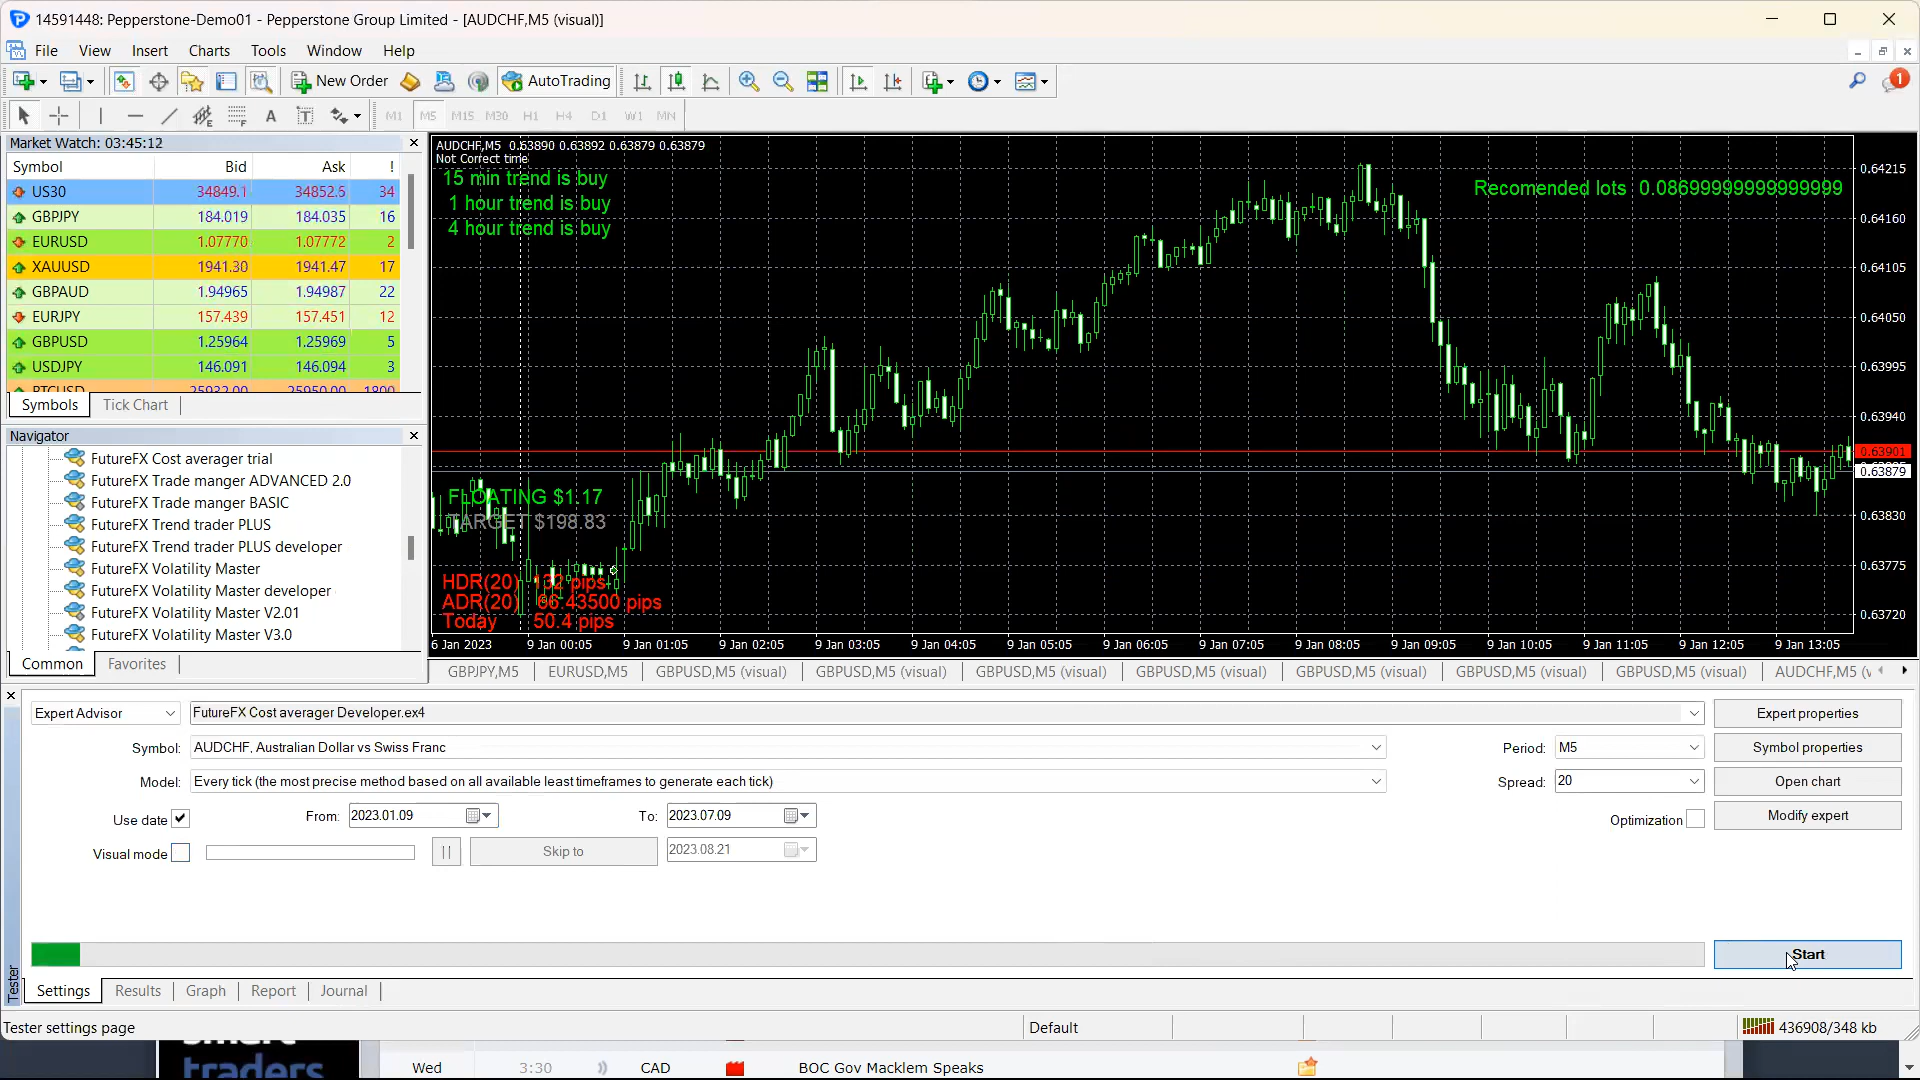 14591448: Pepperstone-Demo01 - Pepperstone Group Limited - [AUDCHF,M5 (visual)]
File View Insert Charts Tools Window Help
New Order AutoTrading 1
A T M1 M5 M15 M30 H1 H4 D1 W1 MN
Market Watch: 03:45:12
Symbol Bid Ask !
US30 34849.1 34852.5 34
GBPJPY 184.019 184.035 16
EURUSD 1.07770 1.07772 2
XAUUSD 1941.30 1941.47 17
GBPAUD 1.94965 1.94987 22
EURJPY 157.439 157.451 12
GBPUSD 1.25964 1.25969 5
USDJPY 146.091 146.094 3
BTCUSD 25932.00 25950.00 1800
Symbols Tick Chart
Navigator
FutureFX Cost averager trial
FutureFX Trade manger ADVANCED 2.0
FutureFX Trade manger BASIC
FutureFX Trend trader PLUS
FutureFX Trend trader PLUS developer
FutureFX Volatility Master
FutureFX Volatility Master developer
FutureFX Volatility Master V2.01
FutureFX Volatility Master V3.0
Common Favorites
AUDCHF,M5 0.63890 0.63892 0.63879 0.63879
Not Correct time
15 min trend is buy
1 hour trend is buy
4 hour trend is buy
Recomended lots 0.08699999999999999
FLOATING $1.17
TARGET $198.83
HDR(20) 132 pips
ADR(20) 66.43500 pips
Today 50.4 pips
0.64215
0.64160
0.64105
0.64050
0.63995
0.63940
0.63901
0.63879
0.63830
0.63775
0.63720
6 Jan 2023 9 Jan 00:05 9 Jan 01:05 9 Jan 02:05 9 Jan 03:05 9 Jan 04:05 9 Jan 05:05 9 Jan 06:05 9 Jan 07:05 9 Jan 08:05 9 Jan 09:05 9 Jan 10:05 9 Jan 11:05 9 Jan 12:05 9 Jan 13:05
GBPJPY,M5 EURUSD,M5 GBPUSD,M5 (visual) GBPUSD,M5 (visual) GBPUSD,M5 (visual) GBPUSD,M5 (visual) GBPUSD,M5 (visual) GBPUSD,M5 (visual) GBPUSD,M5 (visual) AUDCHF,M5 (v
Expert Advisor FutureFX Cost averager Developer.ex4 Expert properties
Symbol: AUDCHF, Australian Dollar vs Swiss Franc Period: M5 Symbol properties
Model: Every tick (the most precise method based on all available least timeframes to generate each tick) Spread: 20 Open chart
Use date From: 2023.01.09 To: 2023.07.09 Optimization Modify expert
Visual mode Skip to 2023.08.21
Start
Tester
Settings Results Graph Report Journal
Tester settings page Default 436908/348 kb
smart
traders
Wed 3:30 CAD BOC Gov Macklem Speaks